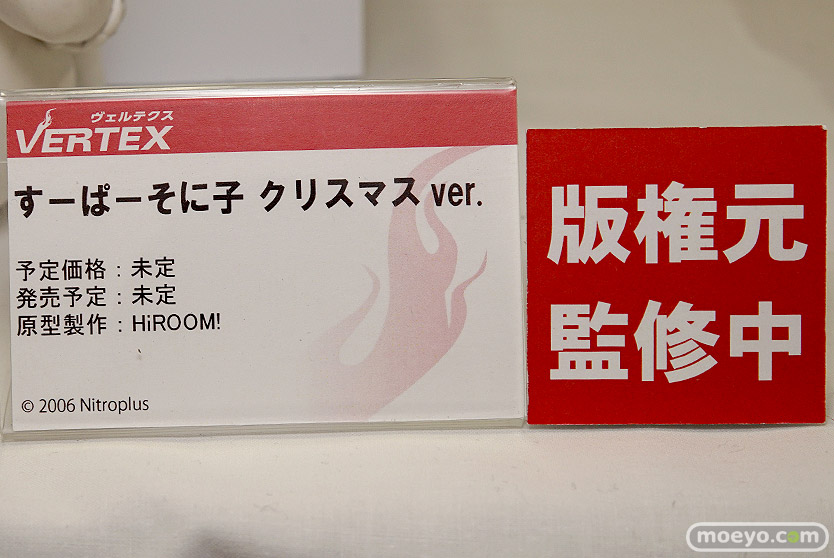 ヴェルテクス
VERTEX
すーぱーそに子 クリスマス ver.
予定価格：未定
発売予定：未定
原型製作：HiROOM!
© 2006 Nitroplus
版権元
監修中
moeyo.com